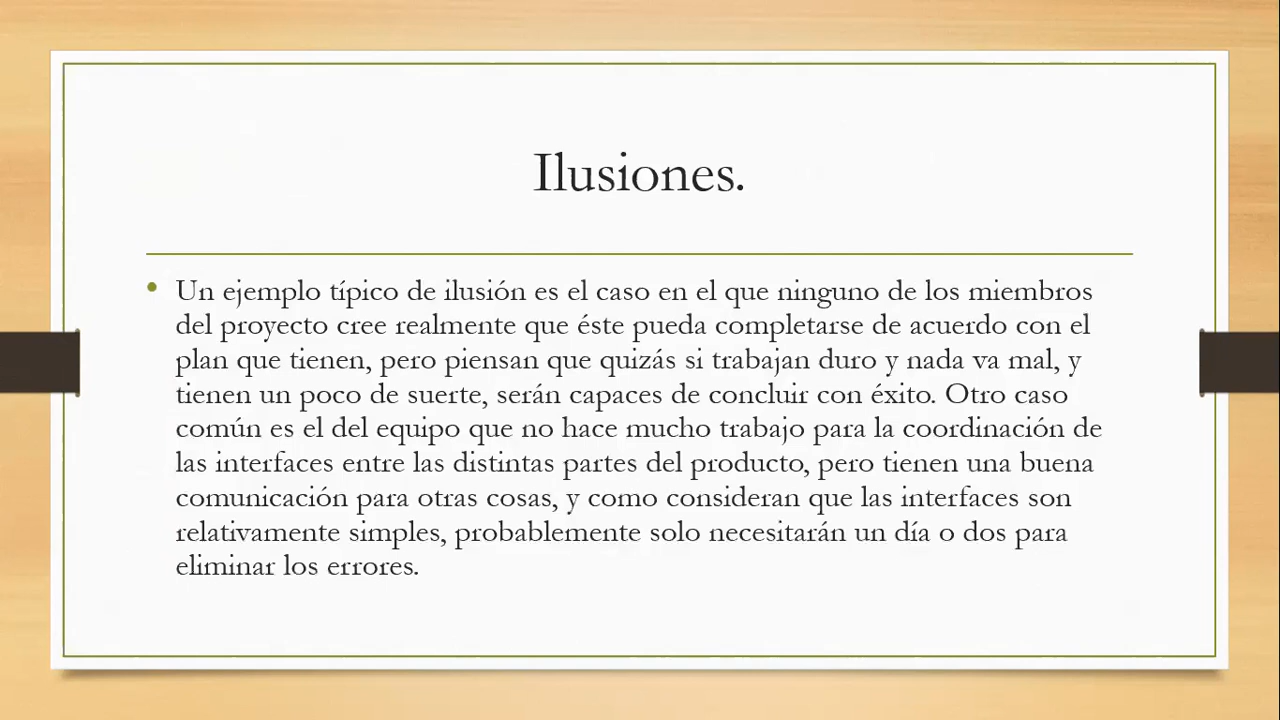 Ilusiones.
• Un ejemplo típico de ilusión es el caso en el que ninguno de los miembros
del proyecto cree realmente que éste pueda completarse de acuerdo con el
plan que tienen, pero piensan que quizás si trabajan duro y nada va mal, y
tienen un poco de suerte, serán capaces de concluir con éxito. Otro caso
común es el del equipo que no hace mucho trabajo para la coordinación de
las interfaces entre las distintas partes del producto, pero tienen una buena
comunicación para otras cosas, y como consideran que las interfaces son
relativamente simples, probablemente solo necesitarán un día o dos para
eliminar los errores.